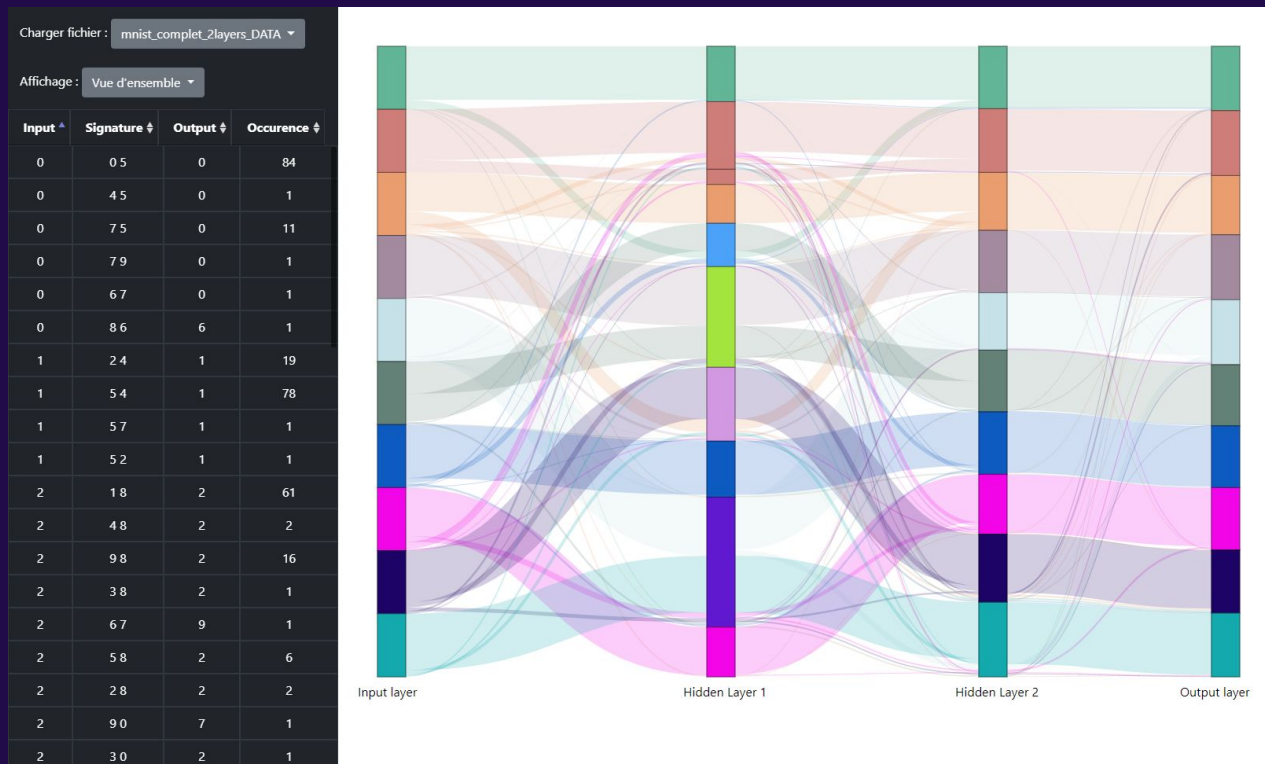 Charger fichier : mnist_complet_2layers_DATA
Affichage : Vue d'ensemble
Input Signature Output Occurence
0 0 5 0 84
0 4 5 0 1
0 7 5 0 11
0 7 9 0 1
0 6 7 0 1
0 8 6 6 1
1 2 4 1 19
1 5 4 1 78
1 5 7 1 1
1 5 2 1 1
2 1 8 2 61
2 4 8 2 2
2 9 8 2 16
2 3 8 2 1
2 6 7 9 1
2 5 8 2 6
2 2 8 2 2
2 9 0 7 1
2 3 0 2 1
Input layer Hidden Layer 1 Hidden Layer 2 Output layer